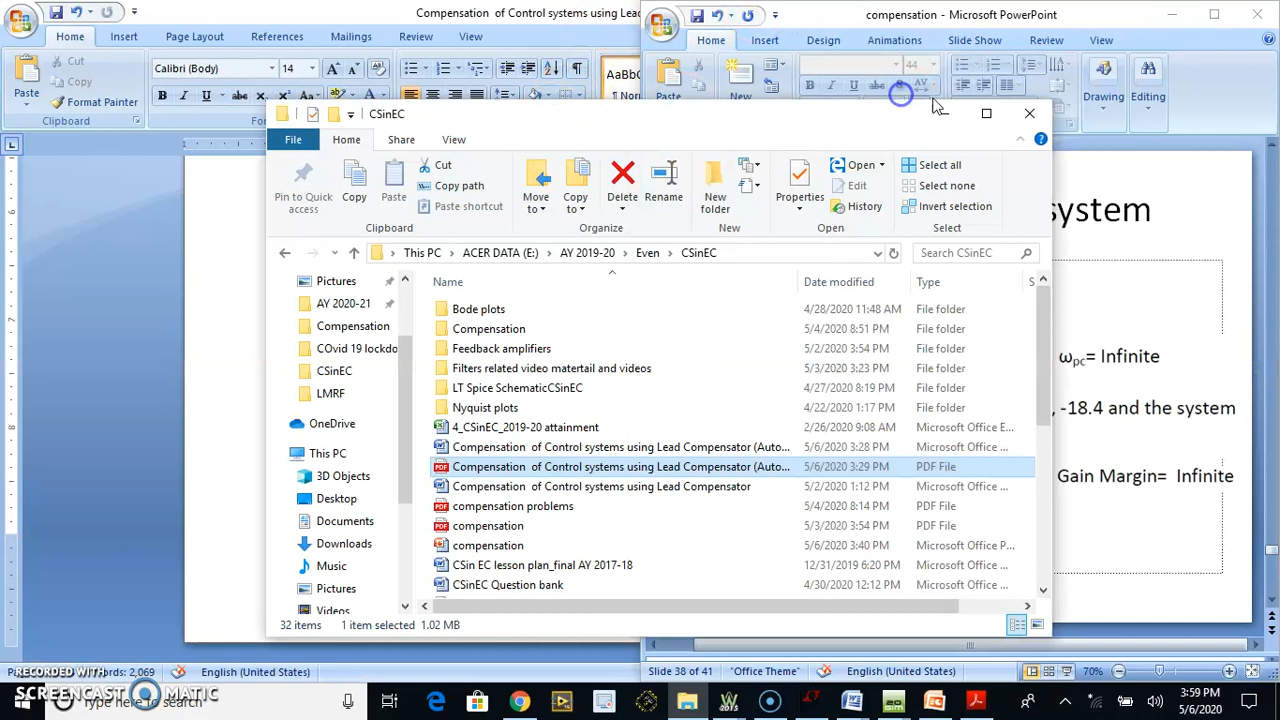 Compensation of Control systems using Lead
Home
Insert
Page Layout
References
Mailings
Review
View
Cut
Copy
Format Painter
Clipboard
Calibri (Body)
14
AaBbC
¶ Norm
compensation - Microsoft PowerPoint
Home
Insert
Design
Animations
Slide Show
Review
View
Paste
New
44
Drawing
Editing
CSinEC
File
Home
Share
View
Pin to Quick
access
Copy
Paste
Cut
Copy path
Paste shortcut
Clipboard
Move
to
Copy
to
Delete
Rename
Organize
New
folder
New
Properties
Open
Edit
History
Open
Select all
Select none
Invert selection
Select
This PC > ACER DATA (E:) > AY 2019-20 > Even > CSinEC
Search CSinEC
Pictures
AY 2020-21
Compensation
COvid 19 lockdo
CSinEC
LMRF
OneDrive
This PC
3D Objects
Desktop
Documents
Downloads
Music
Pictures
Videos
Name Date modified Type S
Bode plots 4/28/2020 11:48 AM File folder
Compensation 5/4/2020 8:51 PM File folder
Feedback amplifiers 5/2/2020 3:54 PM File folder
Filters related video matertail and videos 5/3/2020 3:23 PM File folder
LT Spice SchematicCSinEC 4/27/2020 8:19 PM File folder
Nyquist plots 4/22/2020 1:17 PM File folder
4_CSinEC_2019-20 attainment 2/26/2020 9:08 AM Microsoft Office E...
Compensation of Control systems using Lead Compensator (Auto... 5/6/2020 3:28 PM Microsoft Office ...
Compensation of Control systems using Lead Compensator (Auto... 5/6/2020 3:29 PM PDF File
Compensation of Control systems using Lead Compensator 5/2/2020 1:12 PM Microsoft Office ...
compensation problems 5/4/2020 8:14 PM PDF File
compensation 5/3/2020 3:54 PM PDF File
compensation 5/6/2020 3:40 PM Microsoft Office P...
CSin EC lesson plan_final AY 2017-18 12/31/2019 6:20 PM Microsoft Office ...
CSinEC Question bank 4/30/2020 12:12 PM Microsoft Office ...
32 items 1 item selected 1.02 MB
system
ωpc= Infinite
, -18.4 and the system
Gain Margin= Infinite
ords: 2,069
English (United States)
Slide 38 of 41
"Office Theme"
English (United States)
70%
RECORDED WITH
SCREENCAST MATIC
here to search
3:59 PM
5/6/2020